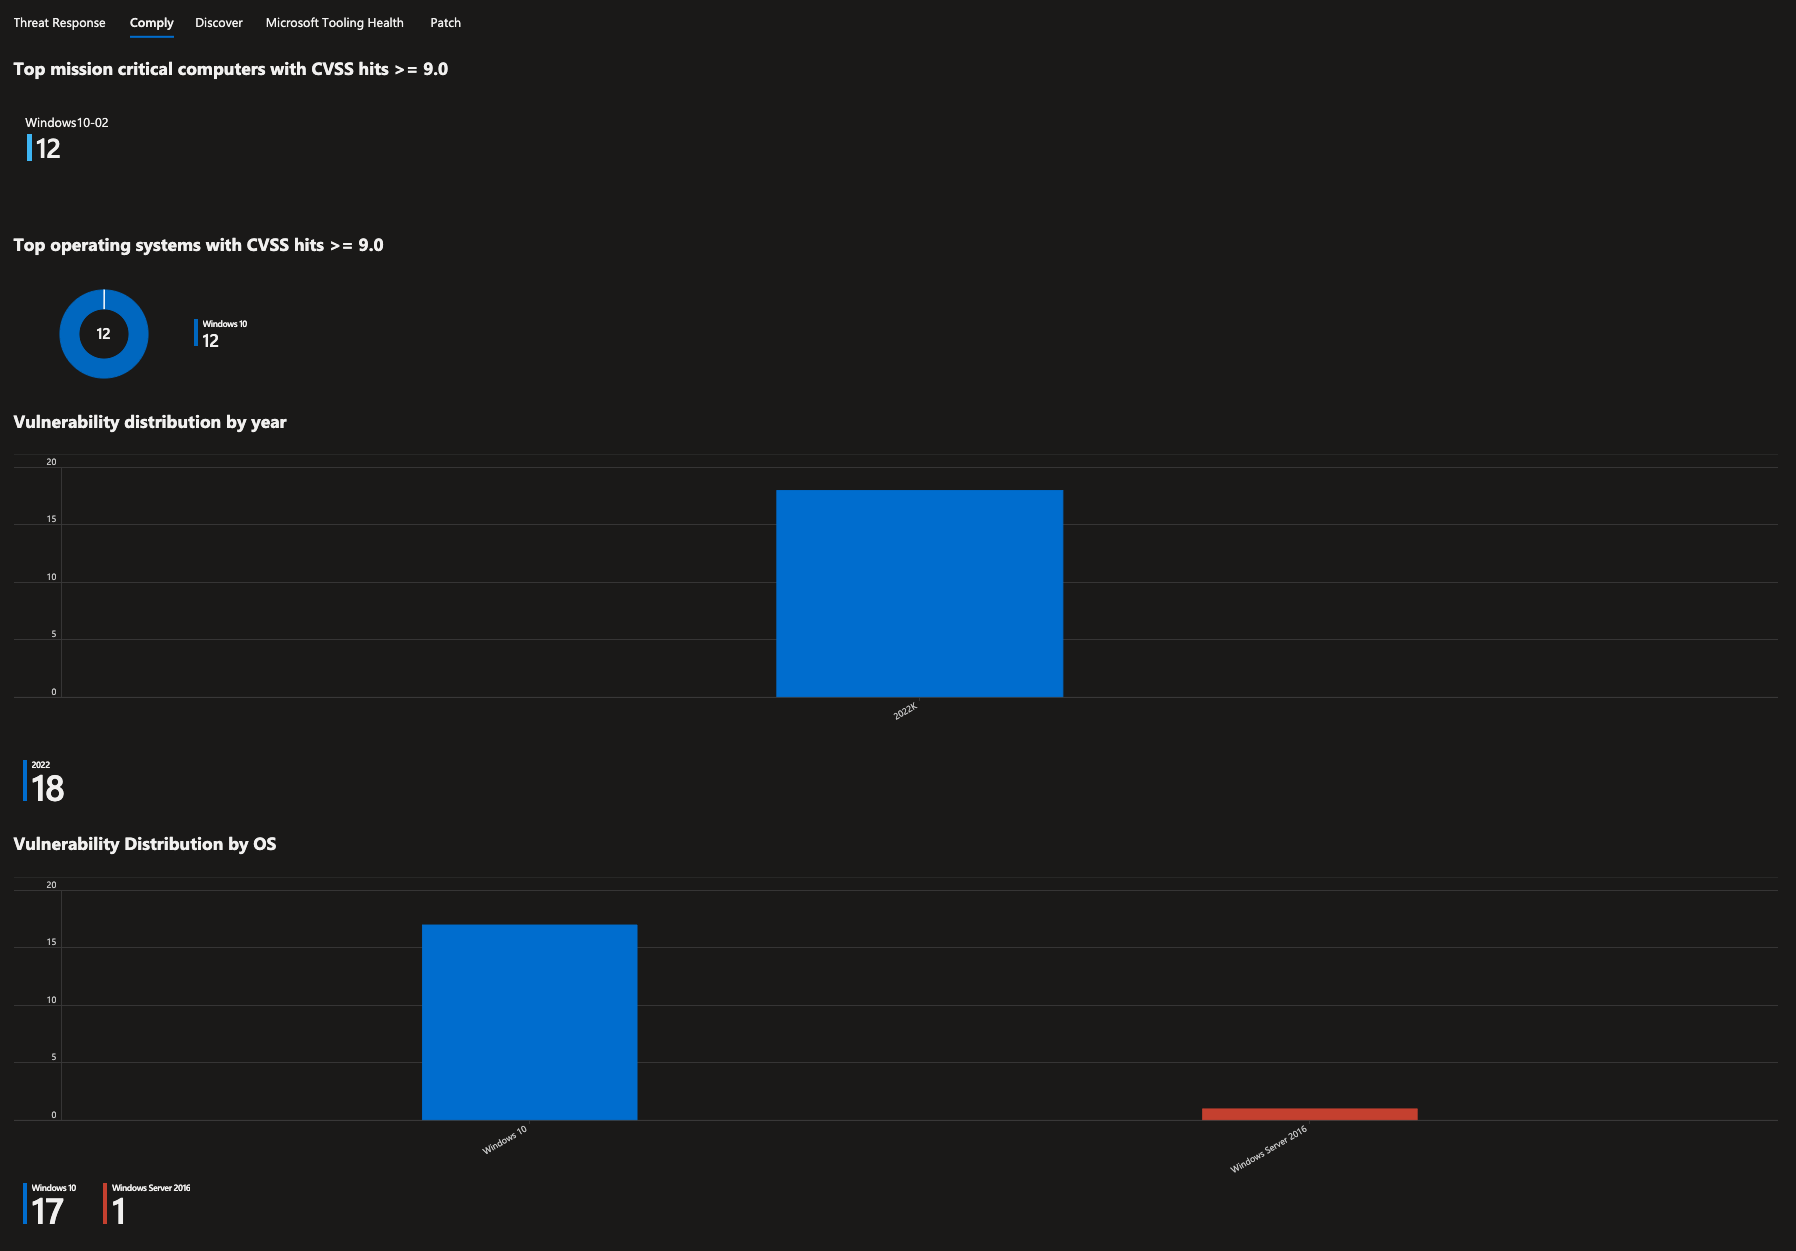 Threat Response Comply Discover Microsoft Tooling Health Patch
Top mission critical computers with CVSS hits >= 9.0
Windows10-02
12
Top operating systems with CVSS hits >= 9.0
12
Windows 10
12
Vulnerability distribution by year
20
15
10
5
0
2022K
2022
18
Vulnerability Distribution by OS
20
15
10
5
0
Windows 10
Windows Server 2016
Windows 10
17
Windows Server 2016
1